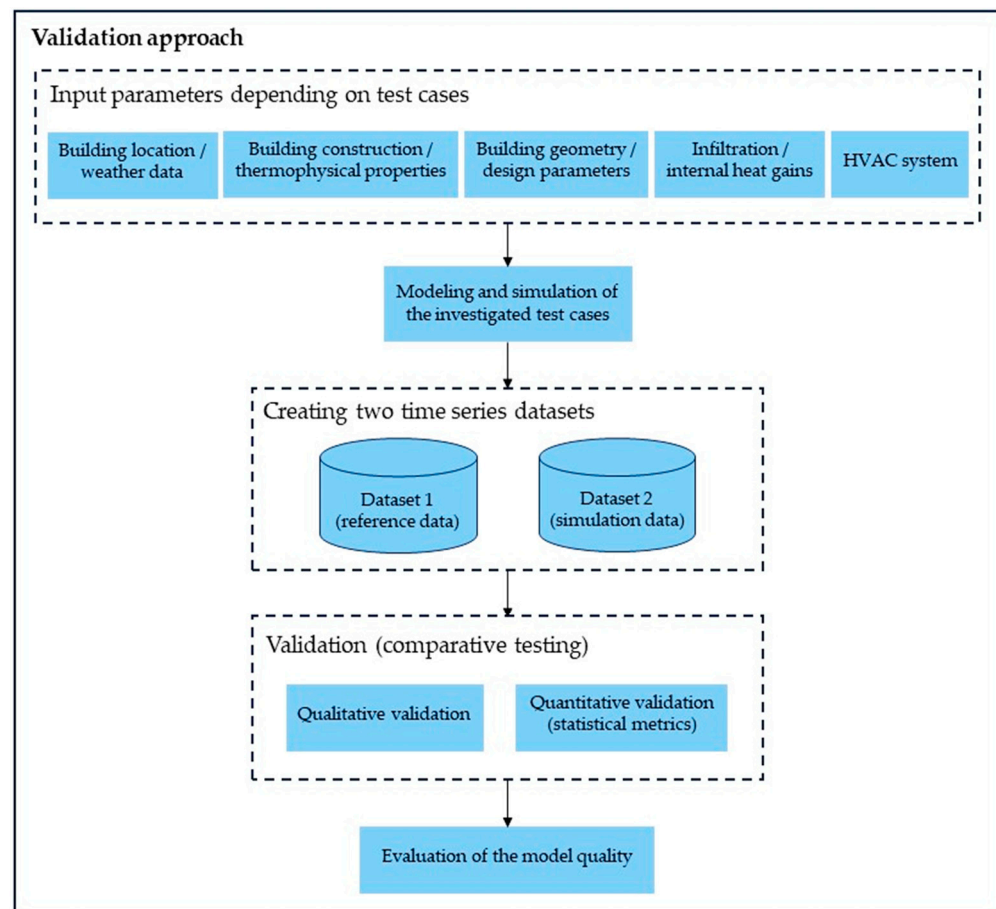 Validation approach
Input parameters depending on test cases
Building location /
weather data
Building construction /
thermophysical properties
Building geometry /
design parameters
Infiltration /
internal heat gains
HVAC system
Modeling and simulation of
the investigated test cases
Creating two time series datasets
Dataset 1
(reference data)
Dataset 2
(simulation data)
Validation (comparative testing)
Qualitative validation
Quantitative validation
(statistical metrics)
Evaluation of the model quality